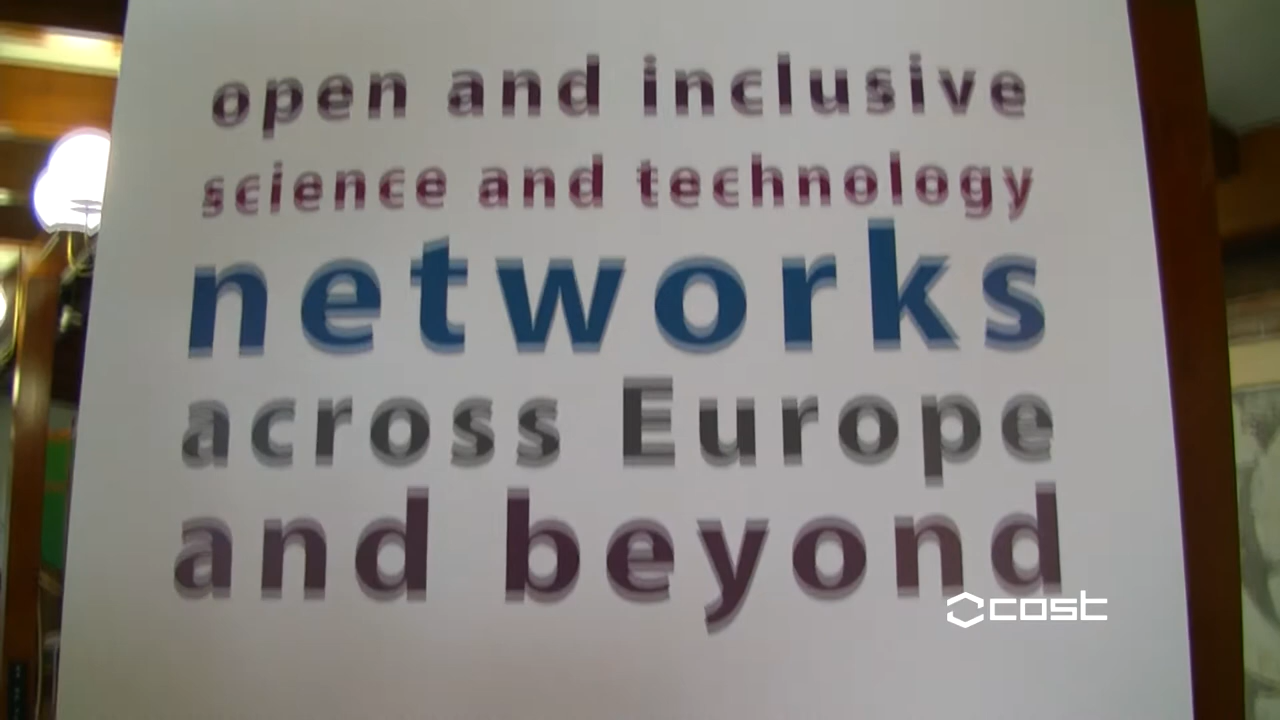 open and inclusive
science and technology
networks
across Europe
and beyond
cost